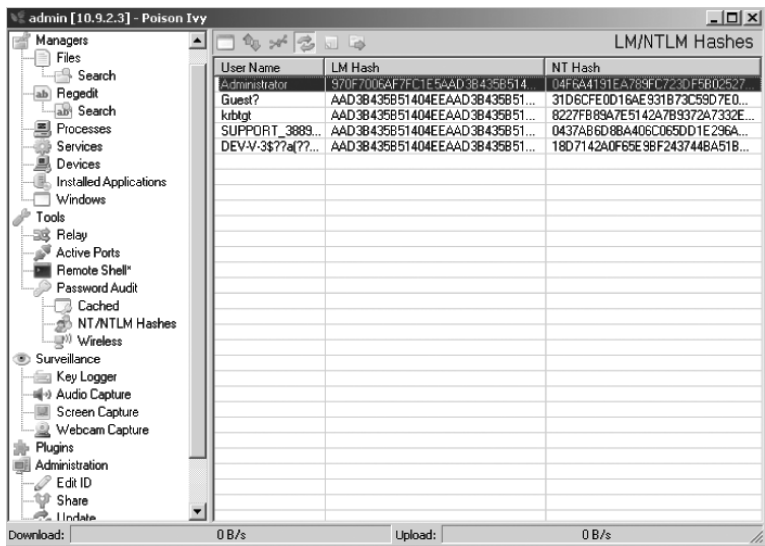 admin [10.9.2.3] - Poison Ivy
Managers
Files
Search
Regedit
Search
Processes
Services
Devices
Installed Applications
Windows
Tools
Relay
Active Ports
Remote Shell*
Password Audit
Cached
NT/NTLM Hashes
Wireless
Surveillance
Key Logger
Audio Capture
Screen Capture
Webcam Capture
Plugins
Administration
Edit ID
Share
Update
LM/NTLM Hashes
User Name LM Hash NT Hash
Administrator 970F7006AF7FC1E5AAD3B435B514... 04F6A4191EA789FC723DF5B02527...
Guest? AAD3B435B51404EEAAD3B435B51... 31D6CFE0D16AE931B73C59D7E0...
krbtgt AAD3B435B51404EEAAD3B435B51... 8227FB89A7E5142A7B9372A7332E...
SUPPORT_3889... AAD3B435B51404EEAAD3B435B51... 0437AB6D8BA406C065DD1E296A...
DEV-V-3$??a(??... AAD3B435B51404EEAAD3B435B51... 18D7142A0F65E9BF243744BA51B...
Download: 0 B/s Upload: 0 B/s